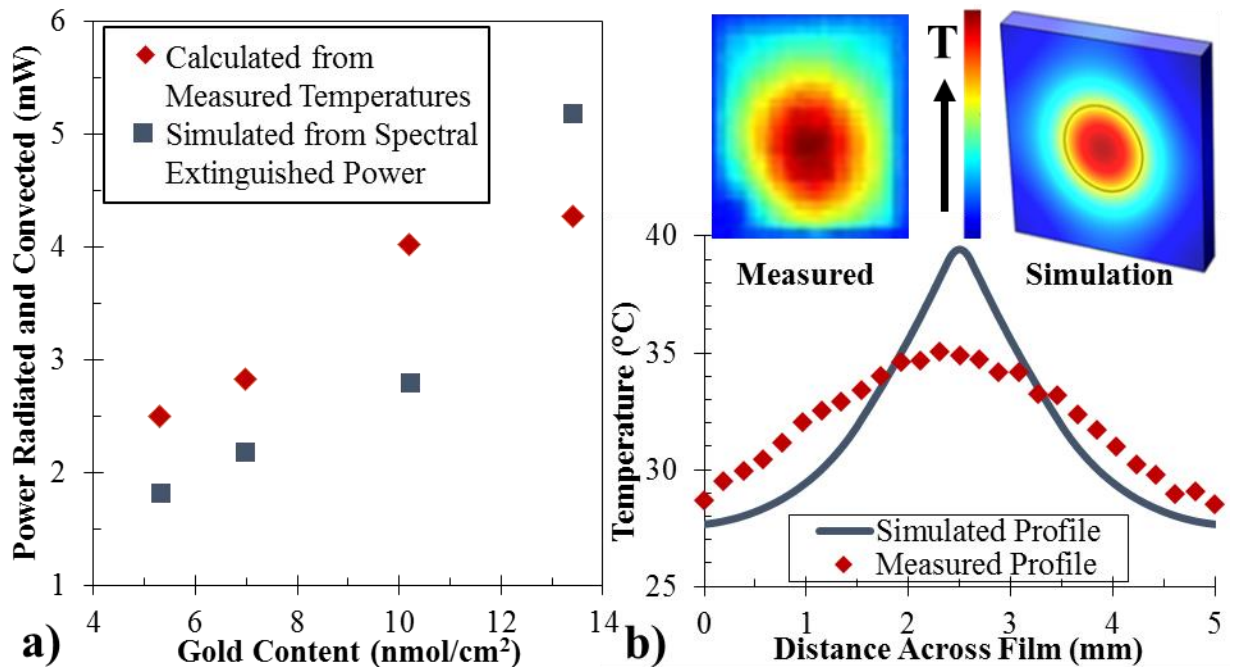 Power Radiated and Convected (mW)
6
5
4
3
2
1
Calculated from
Measured Temperatures
Simulated from Spectral
Extinguished Power
4
6
8
10
12
14
a)
Gold Content (nmol/cm²)
T
Measured
Simulation
Temperature (°C)
40
35
30
25
Simulated Profile
Measured Profile
0
1
2
3
4
5
b)
Distance Across Film (mm)